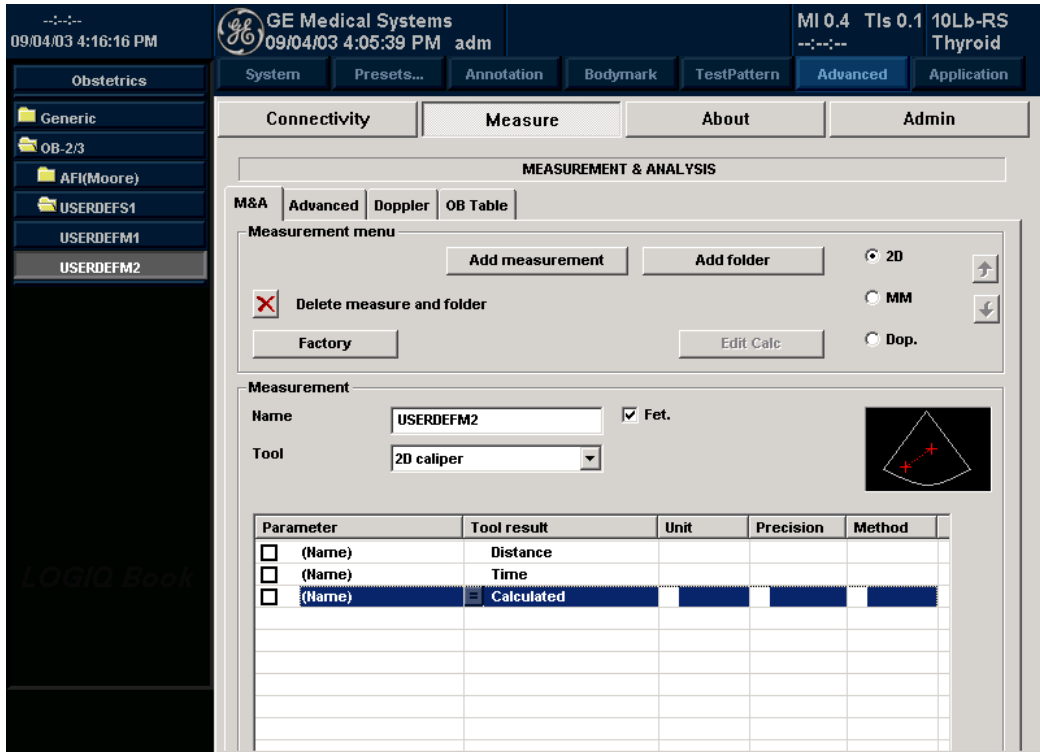 --:--:--
09/04/03 4:16:16 PM
GE Medical Systems
09/04/03 4:05:39 PM adm
MI 0.4 TIs 0.1 10Lb-RS
--:--:-- Thyroid
Obstetrics
Generic
OB-2/3
AFI(Moore)
USERDEFS1
USERDEFM1
USERDEFM2
LOGIQ Book
System Presets... Annotation Bodymark TestPattern Advanced Application
Connectivity Measure About Admin
MEASUREMENT & ANALYSIS
M&A Advanced Doppler OB Table
Measurement menu
Add measurement Add folder 2D
Delete measure and folder MM
Factory Edit Calc Dop.
Measurement
Name USERDEFM2 Fet.
Tool 2D caliper
Parameter Tool result Unit Precision Method
(Name) Distance
(Name) Time
(Name) = Calculated